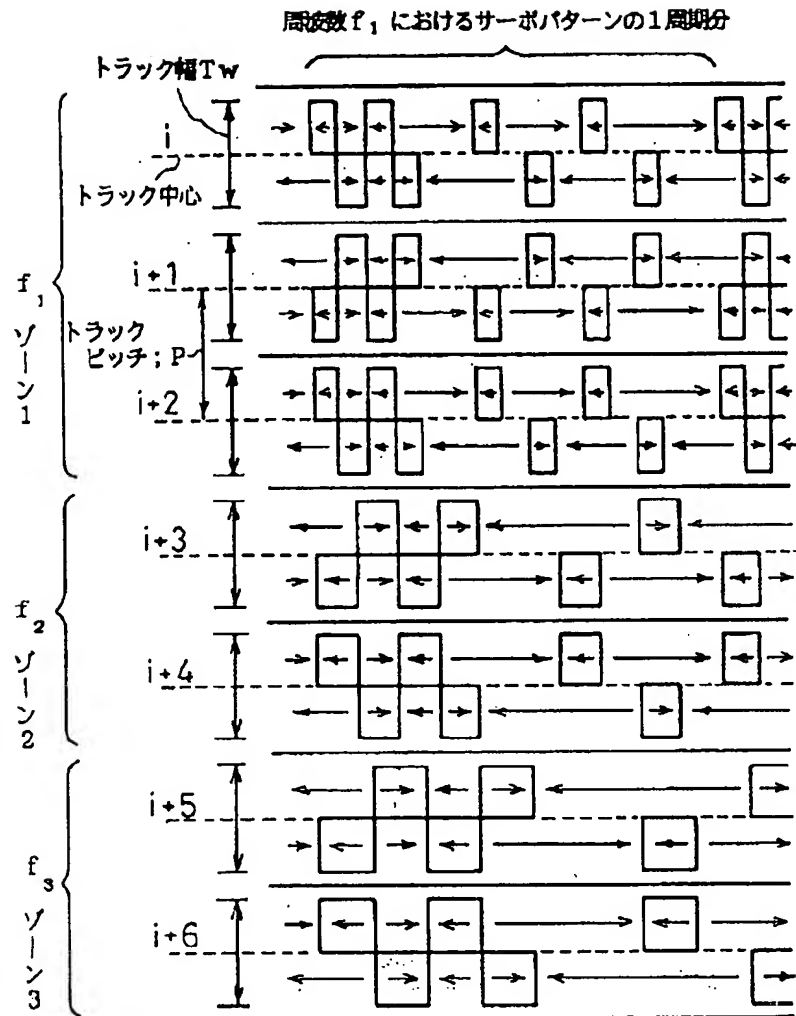 周波数f₁におけるサーボパターンの1周期分
トラック幅Tw
i
トラック中心
i+1
f₁
ゾーン1
トラック
ピッチ;P
i+2
i+3
f₂
ゾーン2
i+4
i+5
f₃
ゾーン3
i+6